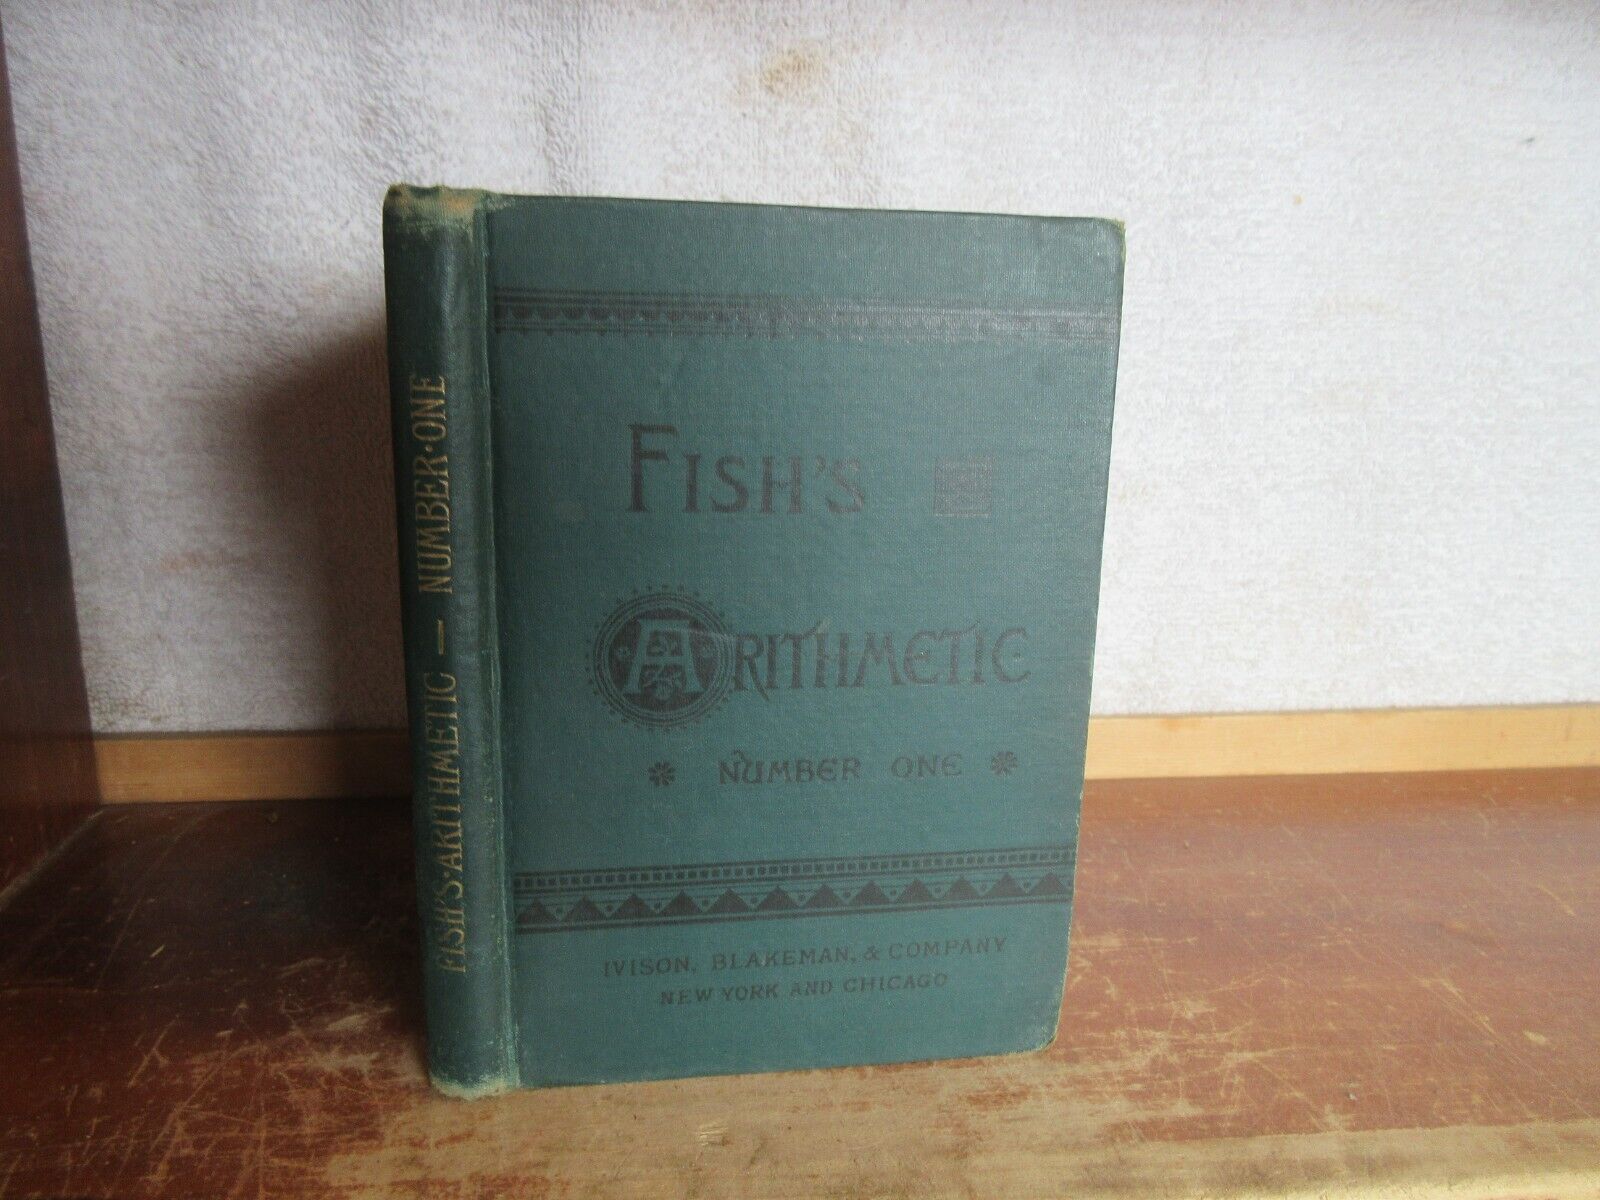 FISH'S·ARITHMETIC — NUMBER·ONE
FISH'S
ARITHMETIC
NUMBER ONE
IVISON, BLAKEMAN, & COMPANY
NEW YORK AND CHICAGO